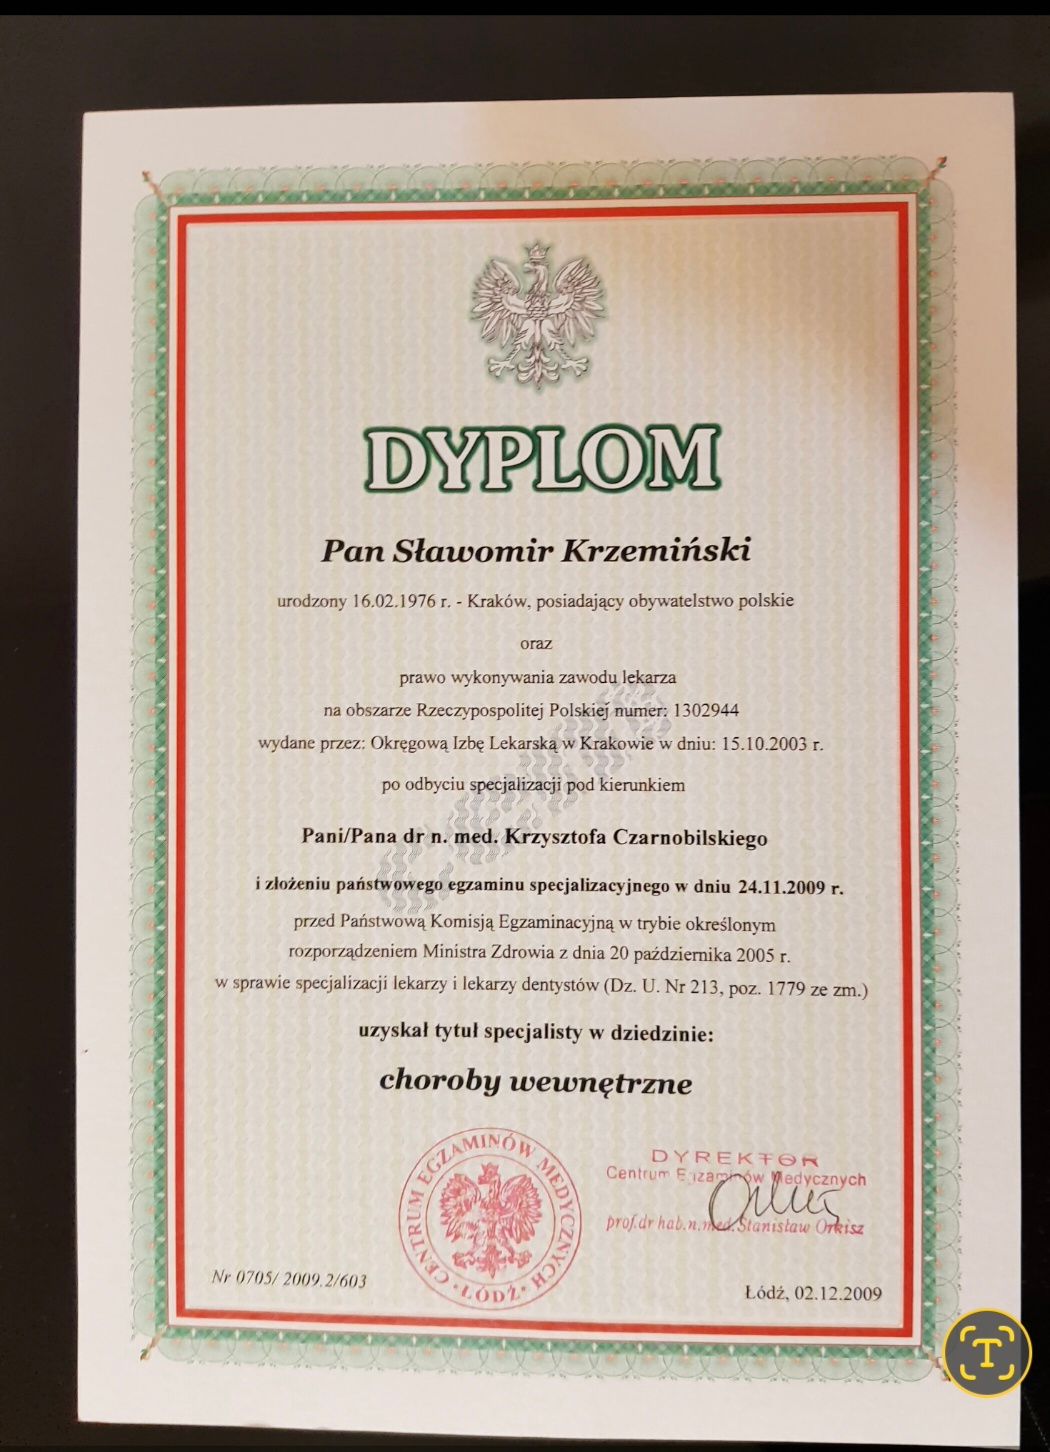 DYPLOM
Pan Sławomir Krzemiński
urodzony 16.02.1976 r. - Kraków, posiadający obywatelstwo polskie
oraz
prawo wykonywania zawodu lekarza
na obszarze Rzeczypospolitej Polskiej numer: 1302944
wydane przez: Okręgową Izbę Lekarską w Krakowie w dniu: 15.10.2003 r.
po odbyciu specjalizacji pod kierunkiem
Pani/Pana dr n. med. Krzysztofa Czarnobilskiego
i złożeniu państwowego egzaminu specjalizacyjnego w dniu 24.11.2009 r.
przed Państwową Komisją Egzaminacyjną w trybie określonym
rozporządzeniem Ministra Zdrowia z dnia 20 października 2005 r.
w sprawie specjalizacji lekarzy i lekarzy dentystów (Dz. U. Nr 213, poz. 1779 ze zm.)
uzyskał tytuł specjalisty w dziedzinie:
choroby wewnętrzne
CENTRUM EGZAMINÓW MEDYCZNYCH
• ŁÓDŹ •
DYREKTOR
Centrum Egzaminów Medycznych
prof.dr hab.n.med.Stanisław Orkisz
Nr 0705/ 2009.2/603
Łódź, 02.12.2009